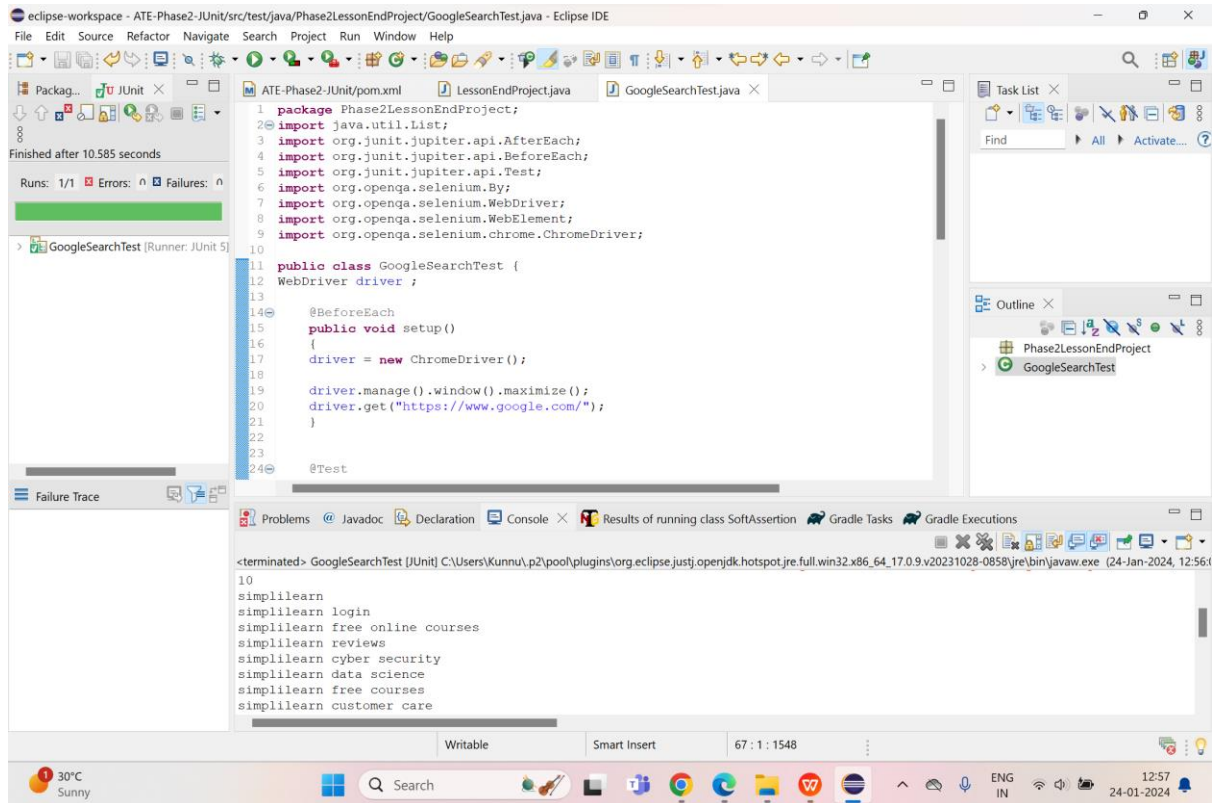 eclipse-workspace - ATE-Phase2-JUnit/src/test/java/Phase2LessonEndProject/GoogleSearchTest.java - Eclipse IDE
File Edit Source Refactor Navigate Search Project Run Window Help
Packag... JUnit
Finished after 10.585 seconds
Runs: 1/1 Errors: 0 Failures: 0
GoogleSearchTest [Runner: JUnit 5]
Failure Trace
ATE-Phase2-JUnit/pom.xml LessonEndProject.java GoogleSearchTest.java
1 package Phase2LessonEndProject;
2 import java.util.List;
3 import org.junit.jupiter.api.AfterEach;
4 import org.junit.jupiter.api.BeforeEach;
5 import org.junit.jupiter.api.Test;
6 import org.openqa.selenium.By;
7 import org.openqa.selenium.WebDriver;
8 import org.openqa.selenium.WebElement;
9 import org.openqa.selenium.chrome.ChromeDriver;
10
11 public class GoogleSearchTest {
12 WebDriver driver ;
13
14 @BeforeEach
15 public void setup()
16 {
17 driver = new ChromeDriver();
18
19 driver.manage().window().maximize();
20 driver.get("https://www.google.com/");
21 }
22
23
24 @Test
Task List
Find All Activate...
Outline
Phase2LessonEndProject
GoogleSearchTest
Problems Javadoc Declaration Console Results of running class SoftAssertion Gradle Tasks Gradle Executions
<terminated> GoogleSearchTest [JUnit] C:\Users\Kunnu\.p2\pool\plugins\org.eclipse.justj.openjdk.hotspot.jre.full.win32.x86_64_17.0.9.v20231028-0858\jre\bin\javaw.exe (24-Jan-2024, 12:56:
10
simplilearn
simplilearn login
simplilearn free online courses
simplilearn reviews
simplilearn cyber security
simplilearn data science
simplilearn free courses
simplilearn customer care
Writable Smart Insert 67 : 1 : 1548
1 30°C
Sunny
Search
ENG
IN
12:57
24-01-2024